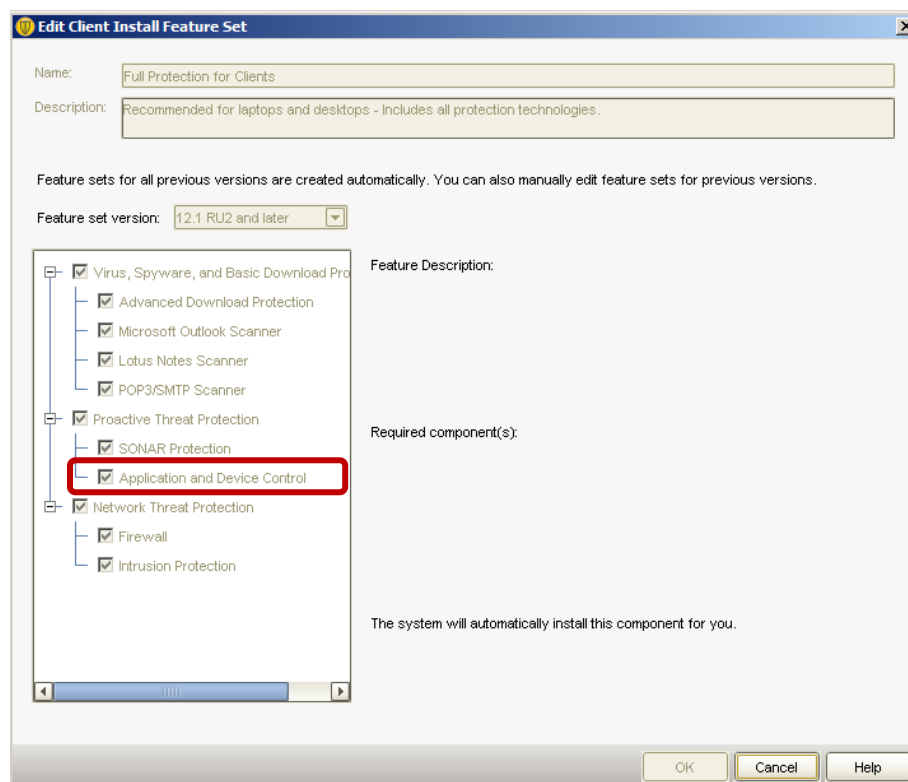 Edit Client Install Feature Set
Name:
Full Protection for Clients
Description:
Recommended for laptops and desktops - Includes all protection technologies.
Feature sets for all previous versions are created automatically. You can also manually edit feature sets for previous versions.
Feature set version:
12.1 RU2 and later
Virus, Spyware, and Basic Download Pro
Advanced Download Protection
Microsoft Outlook Scanner
Lotus Notes Scanner
POP3/SMTP Scanner
Proactive Threat Protection
SONAR Protection
Application and Device Control
Network Threat Protection
Firewall
Intrusion Protection
Feature Description:
Required component(s):
The system will automatically install this component for you.
OK
Cancel
Help